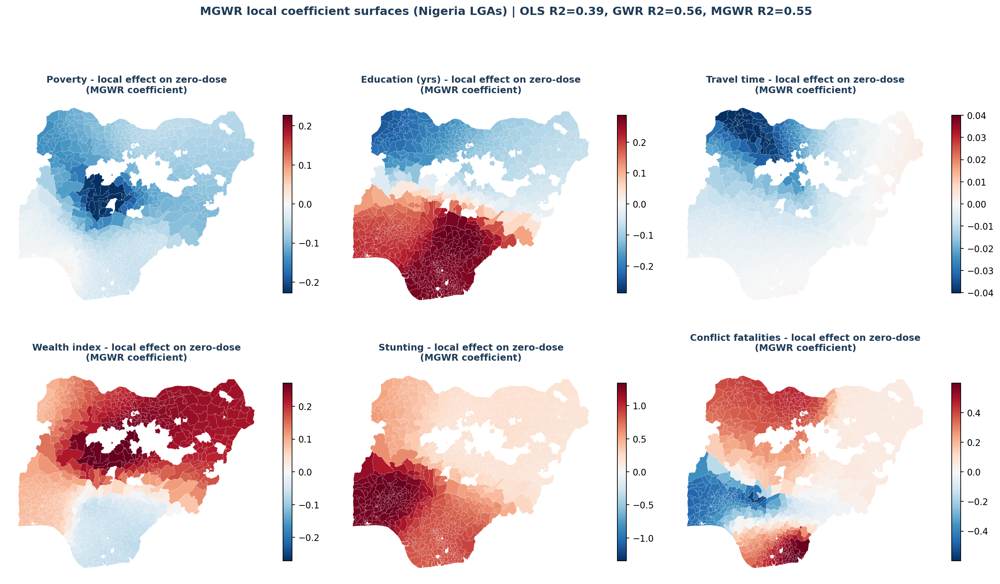 MGWR local coefficient surfaces (Nigeria LGAs) | OLS R2=0.39, GWR R2=0.56, MGWR R2=0.55
Poverty - local effect on zero-dose
(MGWR coefficient)
0.2
0.1
0.0
−0.1
−0.2
Education (yrs) - local effect on zero-dose
(MGWR coefficient)
0.2
0.1
0.0
−0.1
−0.2
Travel time - local effect on zero-dose
(MGWR coefficient)
0.04
0.03
0.02
0.01
0.00
−0.01
−0.02
−0.03
−0.04
Wealth index - local effect on zero-dose
(MGWR coefficient)
0.2
0.1
0.0
−0.1
−0.2
Stunting - local effect on zero-dose
(MGWR coefficient)
1.0
0.5
0.0
−0.5
−1.0
Conflict fatalities - local effect on zero-dose
(MGWR coefficient)
0.4
0.2
0.0
−0.2
−0.4